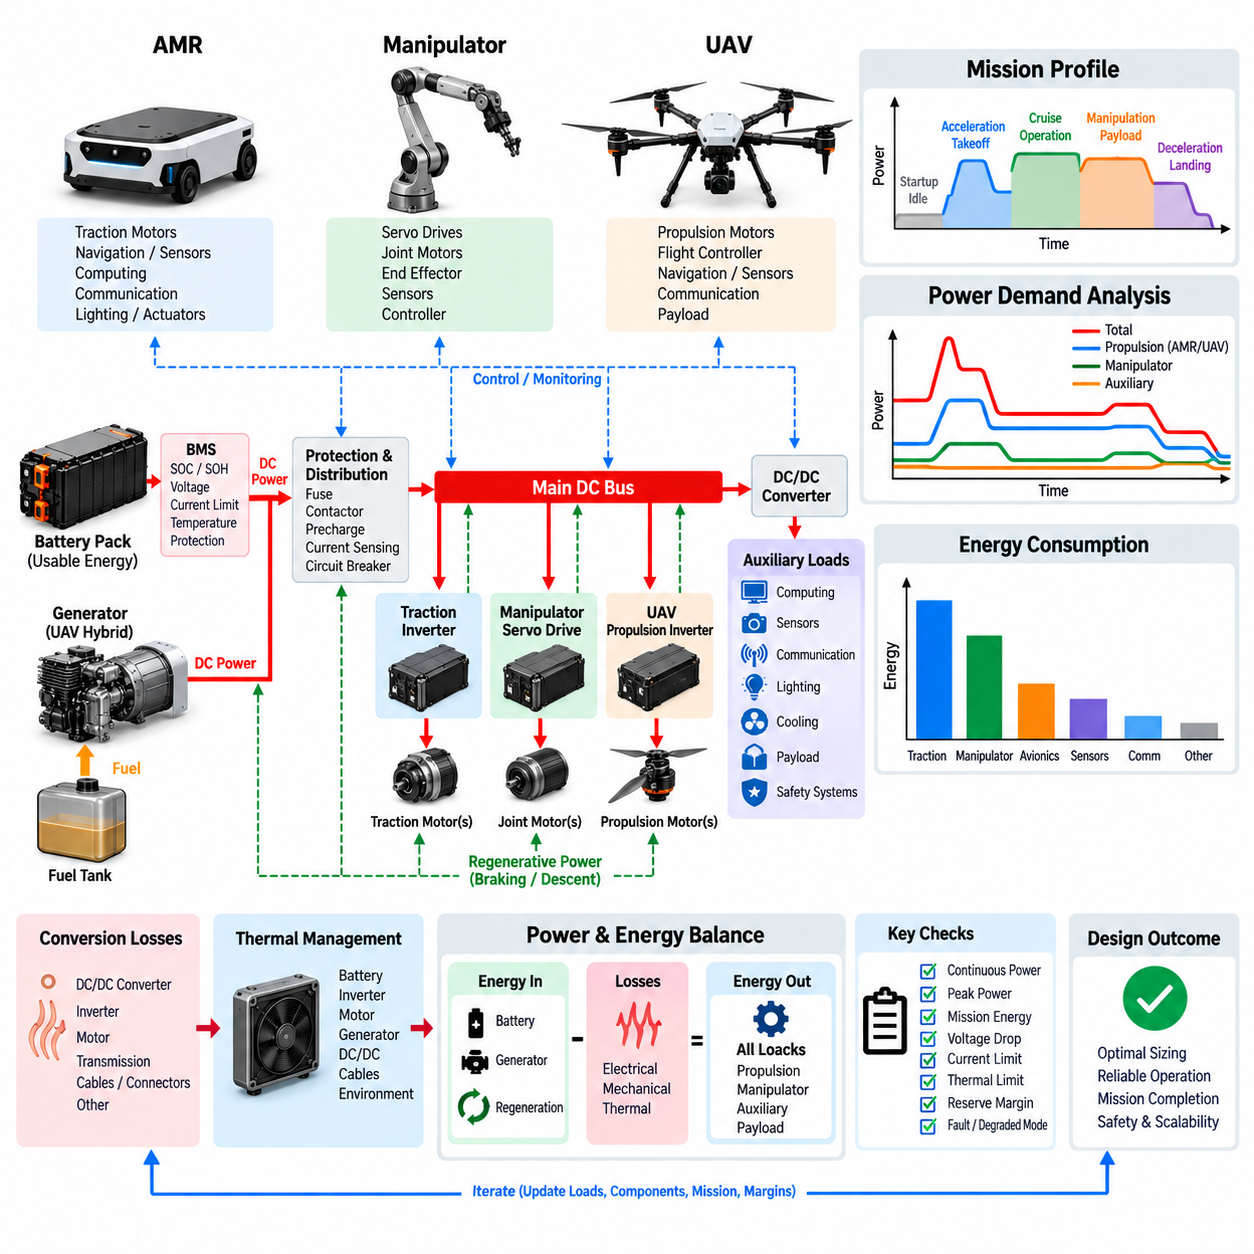 AMR
Manipulator
UAV
Traction Motors
Navigation / Sensors
Computing
Communication
Lighting / Actuators
Servo Drives
Joint Motors
End Effector
Sensors
Controller
Propulsion Motors
Flight Controller
Navigation / Sensors
Communication
Payload
Mission Profile
Power
Startup
Idle
Acceleration
Takeoff
Cruise
Operation
Manipulation
Payload
Deceleration
Landing
Time
Power Demand Analysis
Power
Total
Propulsion (AMR/UAV)
Manipulator
Auxiliary
Time
Control / Monitoring
Battery Pack
(Usable Energy)
BMS
SOC / SOH
Voltage
Current Limit
Temperature
Protection
DC
Power
Protection &
Distribution
Fuse
Contactor
Precharge
Current Sensing
Circuit Breaker
Main DC Bus
DC/DC
Converter
Generator
(UAV Hybrid)
DC Power
Fuel
Fuel Tank
Traction
Inverter
Manipulator
Servo Drive
UAV
Propulsion Inverter
Traction Motor(s)
Joint Motor(s)
Propulsion Motor(s)
Regenerative Power
(Braking / Descent)
Auxiliary Loads
Computing
Sensors
Communication
Lighting
Cooling
Payload
Safety Systems
Energy Consumption
Energy
Traction
Manipulator
Avionics
Sensors
Comm
Other
Conversion Losses
DC/DC Converter
Inverter
Motor
Transmission
Cables / Connectors
Other
Thermal Management
Battery
Inverter
Motor
Generator
DC/DC
Cables
Environment
Power & Energy Balance
Energy In
Battery
Generator
Regeneration
-
Losses
Electrical
Mechanical
Thermal
=
Energy Out
All Loacks
Propulsion
Manipulator
Auxiliary
Payload
Key Checks
Continuous Power
Peak Power
Mission Energy
Voltage Drop
Current Limit
Thermal Limit
Reserve Margin
Fault / Degraded Mode
Design Outcome
Optimal Sizing
Reliable Operation
Mission Completion
Safety & Scalability
Iterate (Update Loads, Components, Mission, Margins)